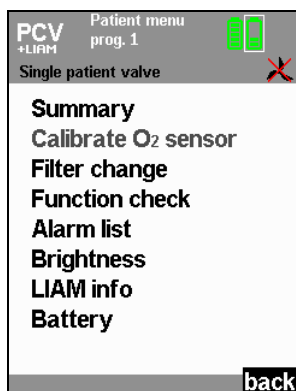 PCV Patient menu
+LIAM prog. 1
Single patient valve
Summary
Calibrate O2 sensor
Filter change
Function check
Alarm list
Brightness
LIAM info
Battery
back